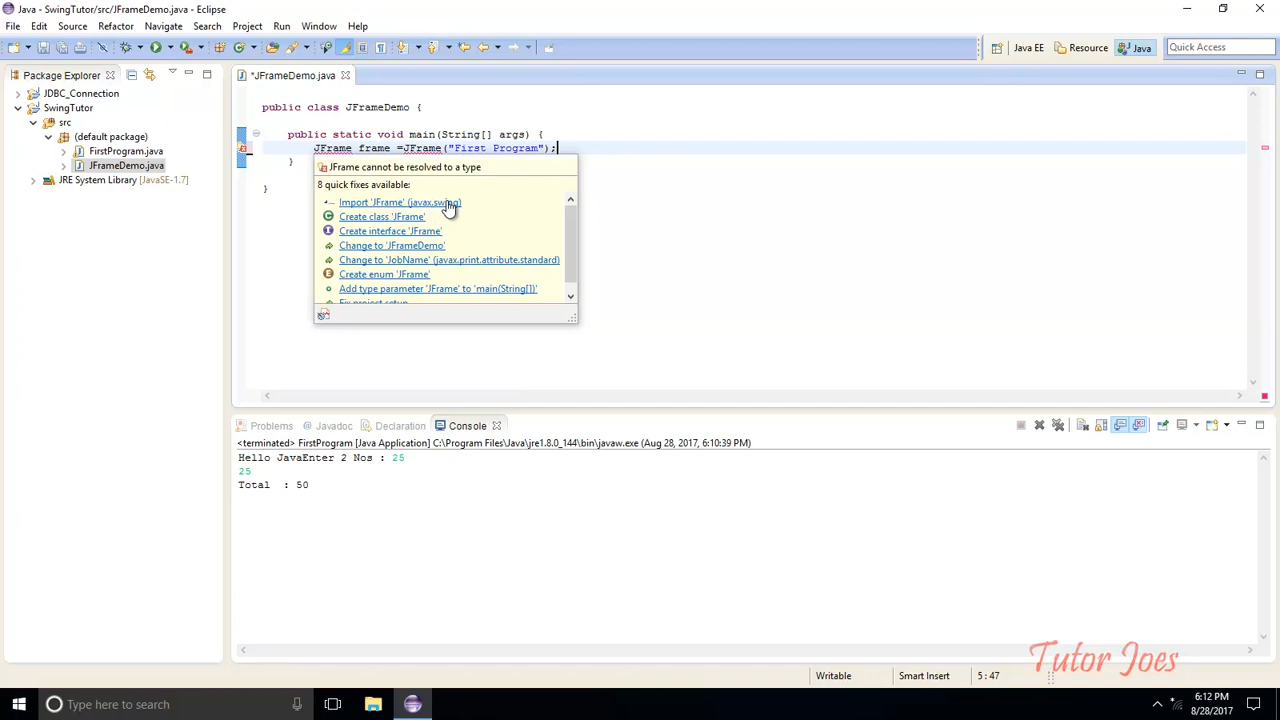 Java - SwingTutor/src/JFrameDemo.java - Eclipse
File Edit Source Refactor Navigate Search Project Run Window Help
Java EE Resource Java Quick Access
Package Explorer
*JFrameDemo.java
JDBC_Connection
SwingTutor
src
(default package)
FirstProgram.java
JFrameDemo.java
JRE System Library [JavaSE-1.7]
public class JFrameDemo {
public static void main(String[] args) {
JFrame frame =JFrame("First Program");
}
}
JFrame cannot be resolved to a type
8 quick fixes available:
Import 'JFrame' (javax.swing)
Create class 'JFrame'
Create interface 'JFrame'
Change to 'JFrameDemo'
Change to 'JobName' (javax.print.attribute.standard)
Create enum 'JFrame'
Add type parameter 'JFrame' to 'main(String[])'
Fix project setup...
Problems Javadoc Declaration Console
<terminated> FirstProgram [Java Application] C:\Program Files\Java\jre1.8.0_144\bin\javaw.exe (Aug 28, 2017, 6:10:39 PM)
Hello JavaEnter 2 Nos : 25
25
Total : 50
Tutor Joes
Writable Smart Insert 5 : 47
Type here to search
6:12 PM
8/28/2017